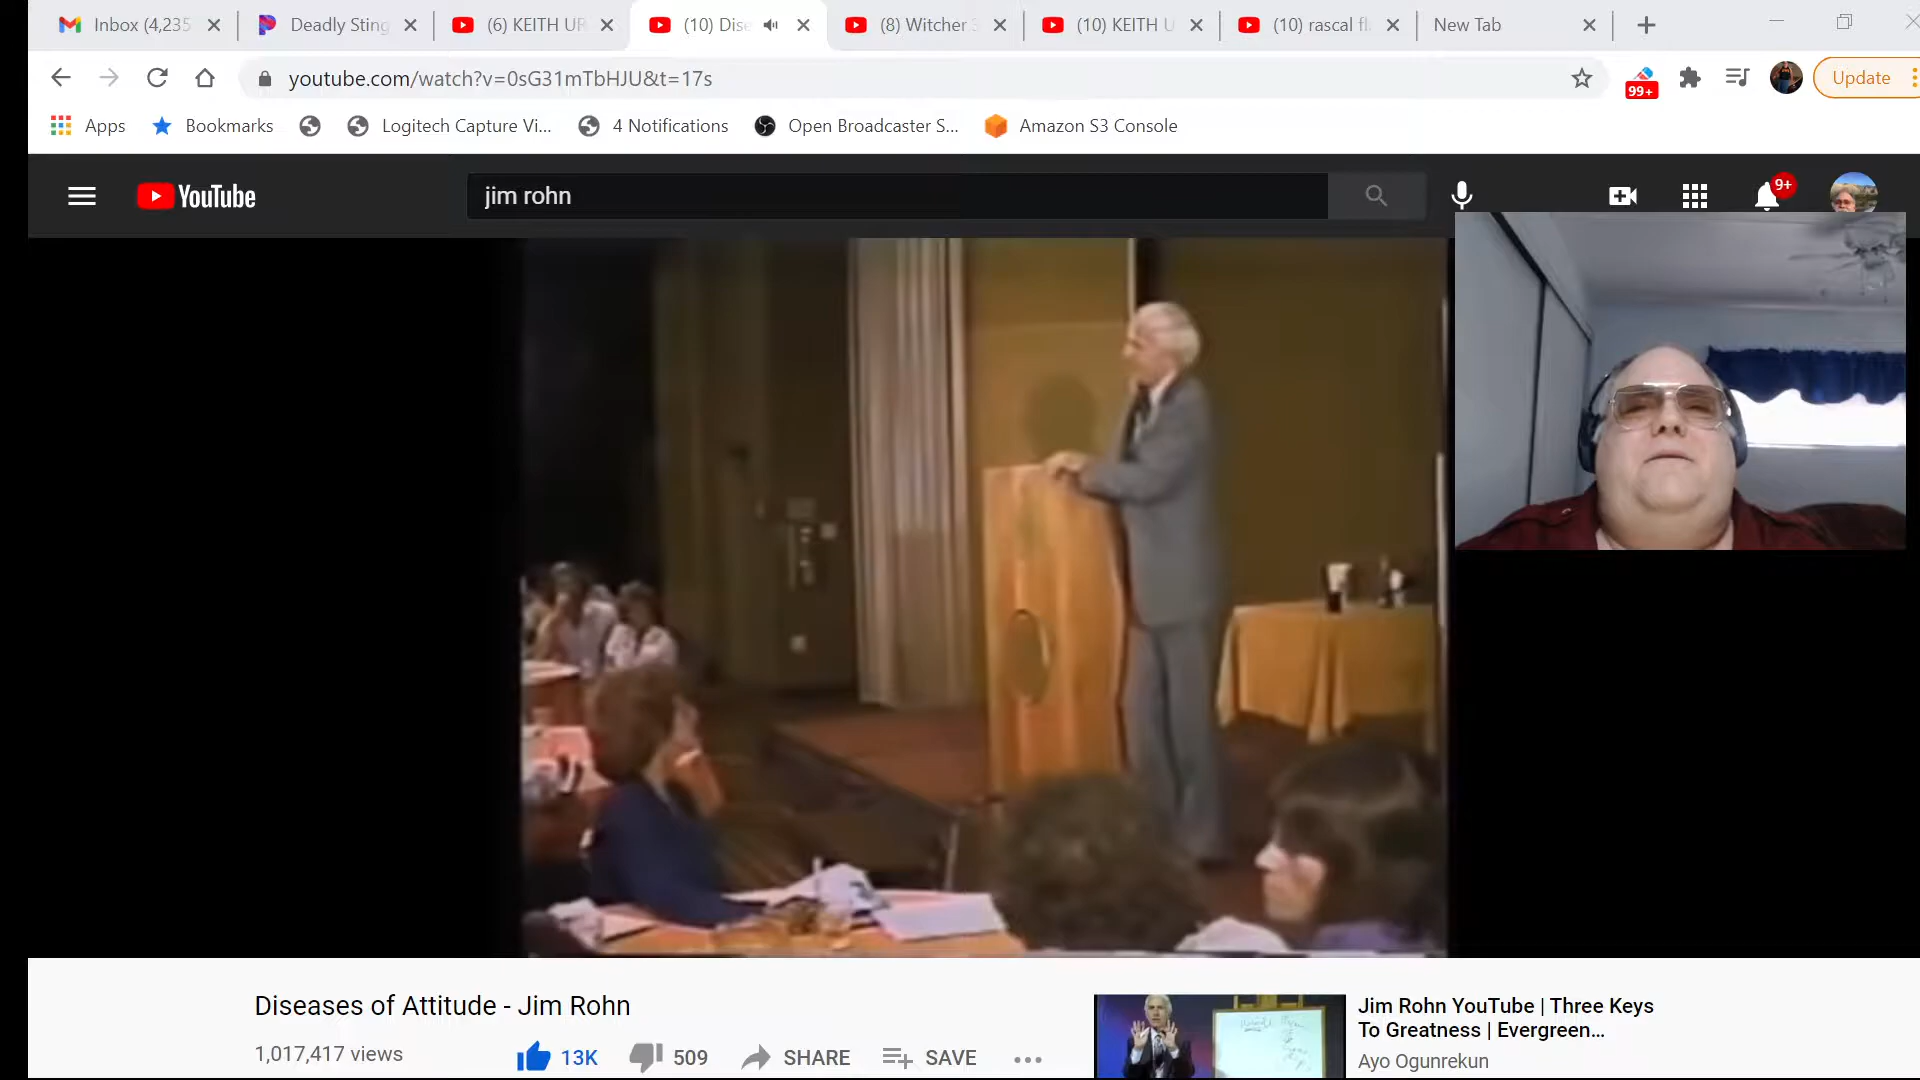 Inbox (4,235
Deadly Sting
(6) KEITH UR
(10) Dise
(8) Witcher 3
(10) KEITH U
(10) rascal fl
New Tab
youtube.com/watch?v=0sG31mTbHJU&t=17s
99+
Update
Apps
Bookmarks
Logitech Capture Vi...
4 Notifications
Open Broadcaster S...
Amazon S3 Console
YouTube
jim rohn
9+
Diseases of Attitude - Jim Rohn
1,017,417 views
13K
509
SHARE
SAVE
Jim Rohn YouTube | Three Keys
To Greatness | Evergreen...
Ayo Ogunrekun